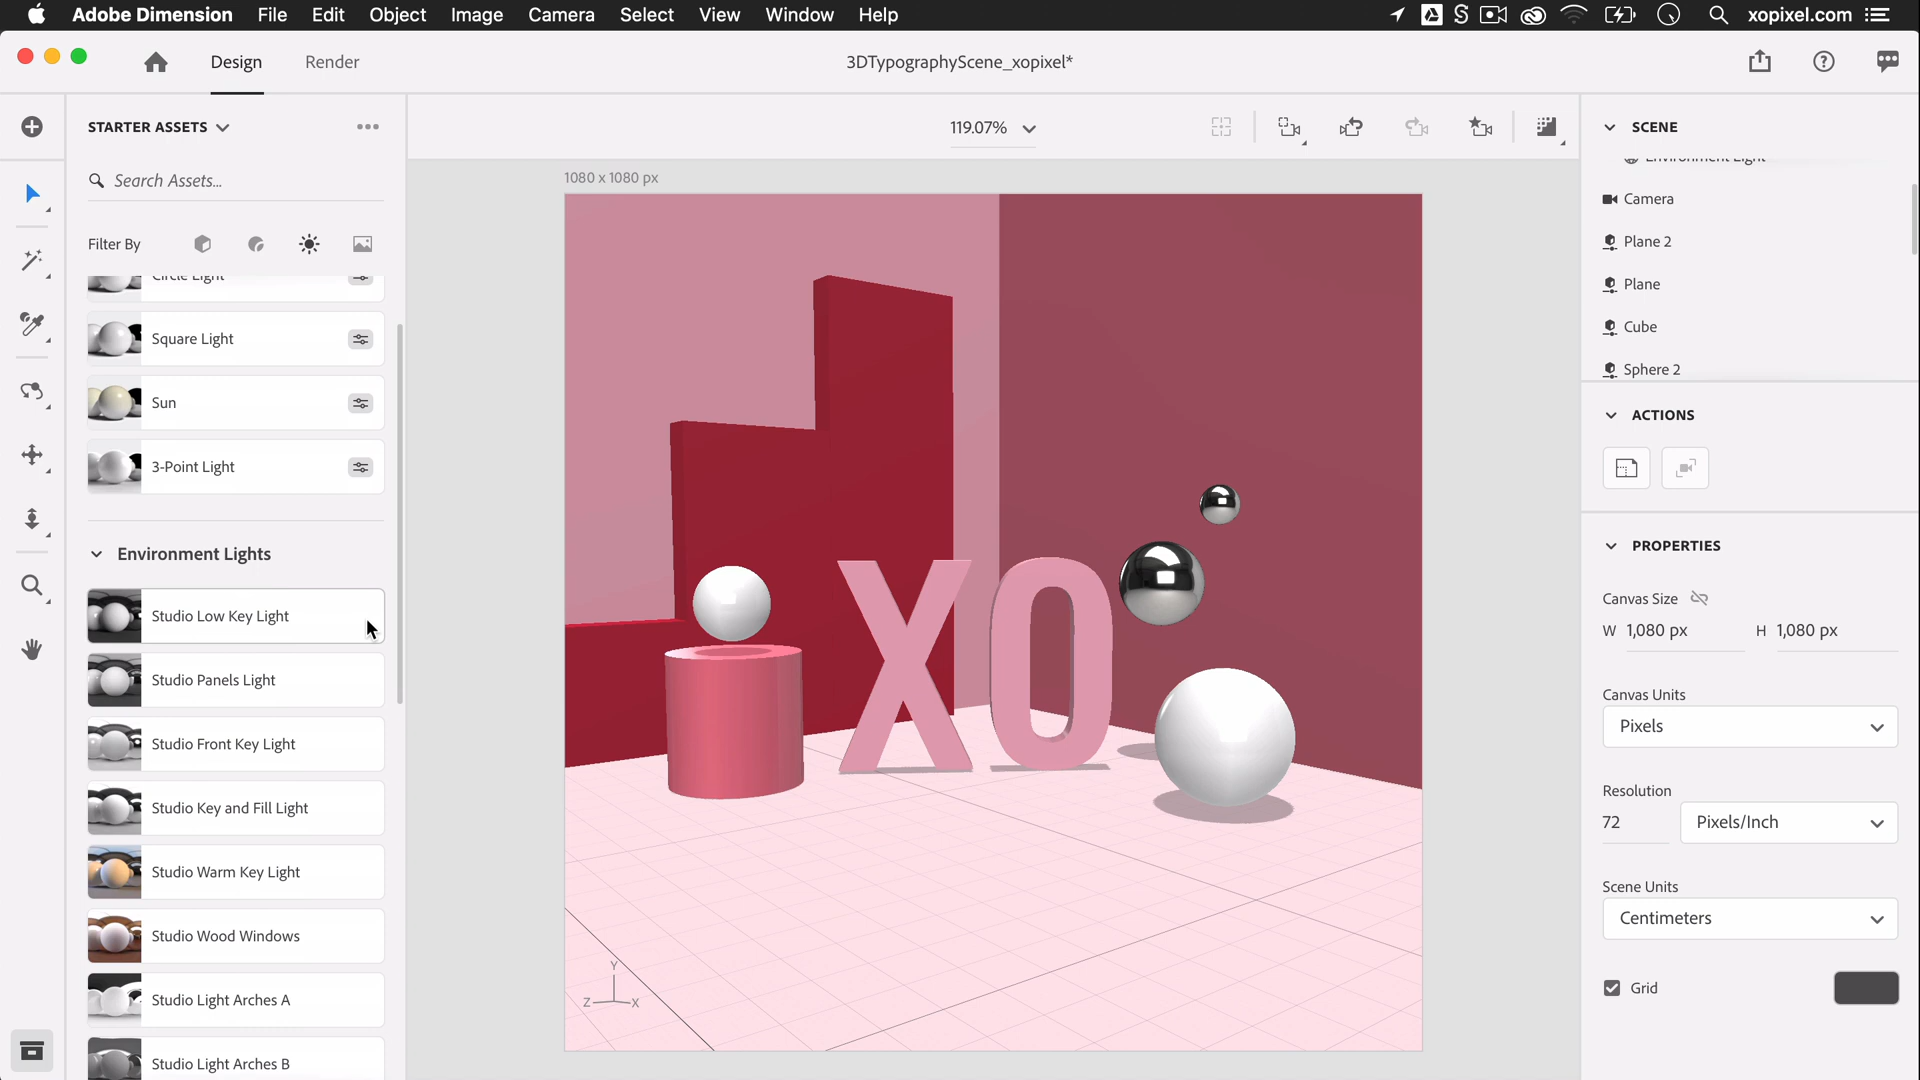 Adobe Dimension File Edit Object Image Camera Select View Window Help
S
xopixel.com
Design Render
3DTypographyScene_xopixel*
STARTER ASSETS
Search Assets...
Filter By
Circle Light
Square Light
Sun
3-Point Light
Environment Lights
Studio Low Key Light
Studio Panels Light
Studio Front Key Light
Studio Key and Fill Light
Studio Warm Key Light
Studio Wood Windows
Studio Light Arches A
Studio Light Arches B
119.07%
1080 x 1080 px
XO
Y
Z X
SCENE
Environment Light
Camera
Plane 2
Plane
Cube
Sphere 2
ACTIONS
PROPERTIES
Canvas Size
W 1,080 px H 1,080 px
Canvas Units
Pixels
Resolution
72 Pixels/Inch
Scene Units
Centimeters
Grid